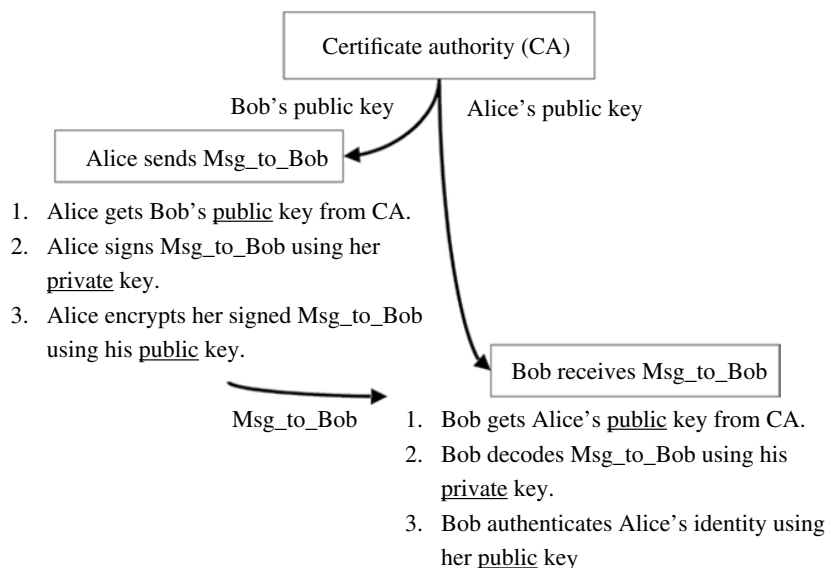 Certificate authority (CA)
Bob’s public key
Alice’s public key
Alice sends Msg_to_Bob
1. Alice gets Bob’s public key from CA.
2. Alice signs Msg_to_Bob using her
private key.
3. Alice encrypts her signed Msg_to_Bob
using his public key.
Msg_to_Bob
Bob receives Msg_to_Bob
1. Bob gets Alice’s public key from CA.
2. Bob decodes Msg_to_Bob using his
private key.
3. Bob authenticates Alice’s identity using
her public key